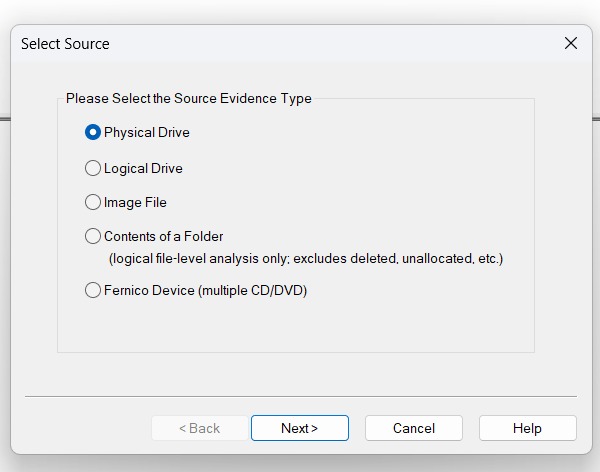 Select Source
Please Select the Source Evidence Type
Physical Drive
Logical Drive
Image File
Contents of a Folder
(logical file-level analysis only; excludes deleted, unallocated, etc.)
Fernico Device (multiple CD/DVD)
< Back
Next >
Cancel
Help